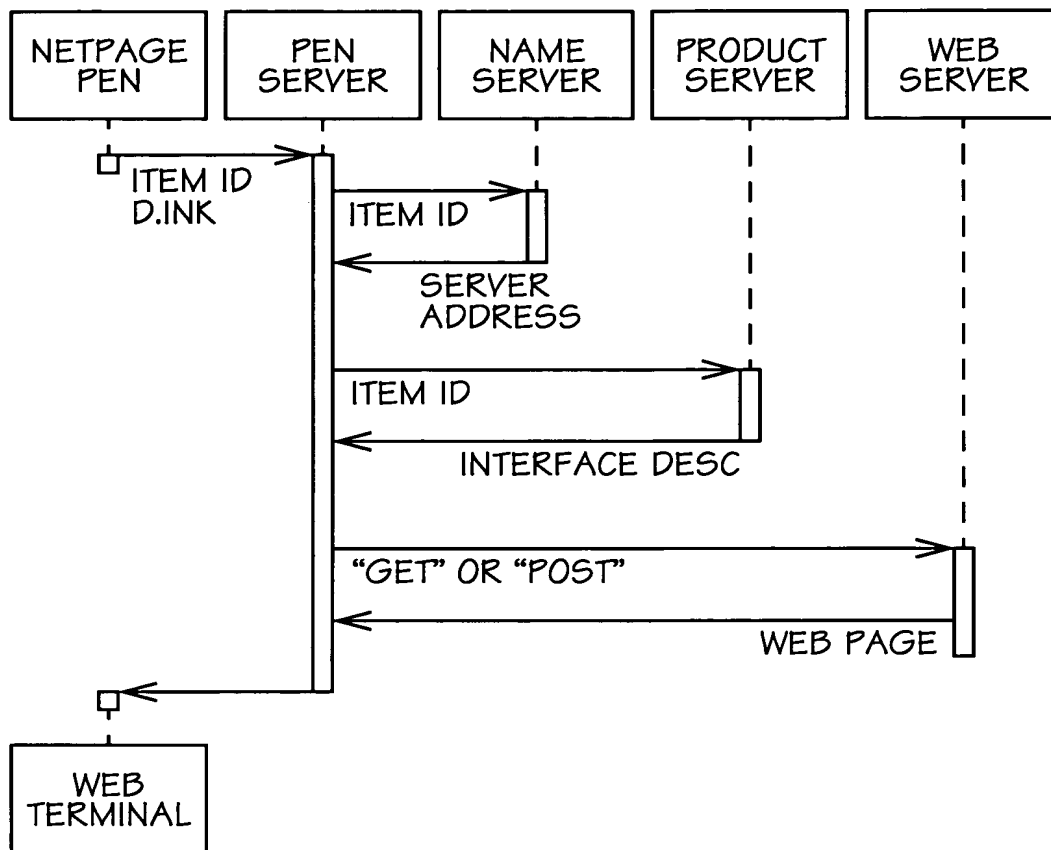 NETPAGE
PEN
PEN
SERVER
NAME
SERVER
PRODUCT
SERVER
WEB
SERVER
ITEM ID
D.INK
ITEM ID
SERVER
ADDRESS
ITEM ID
INTERFACE DESC
“GET” OR “POST”
WEB PAGE
WEB
TERMINAL